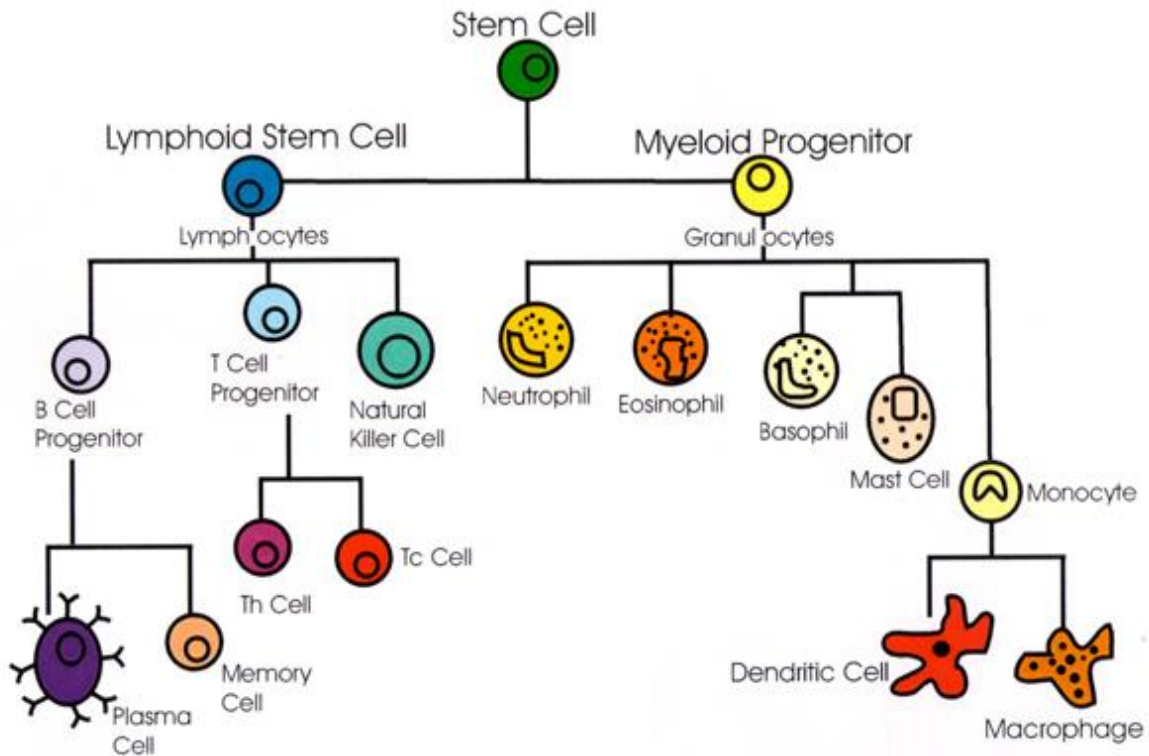 Stem Cell
Lymphoid Stem Cell
Myeloid Progenitor
Lymph ocytes
Granul ocytes
B Cell
Progenitor
T Cell
Progenitor
Natural
Killer Cell
Neutrophil
Eosinophil
Basophil
Mast Cell
Monocyte
Th Cell
Tc Cell
Plasma
Cell
Memory
Cell
Dendritic Cell
Macrophage